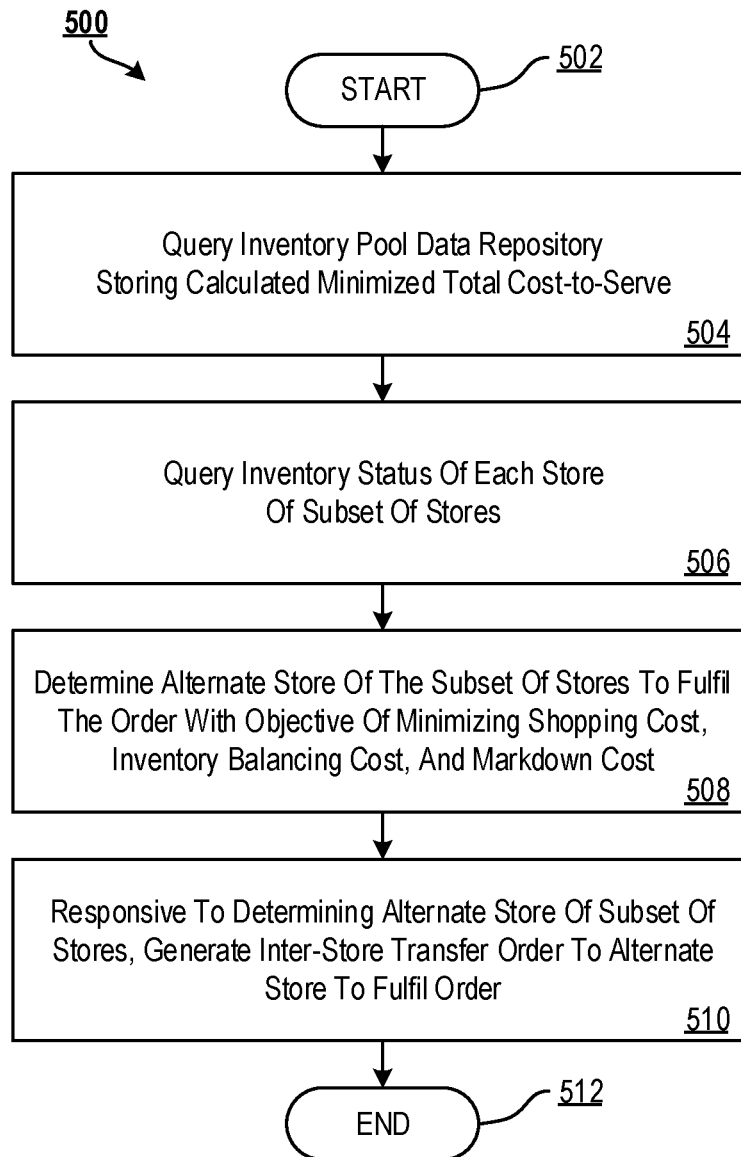 500
502
START
Query Inventory Pool Data Repository
Storing Calculated Minimized Total Cost-to-Serve
504
Query Inventory Status Of Each Store
Of Subset Of Stores
506
Determine Alternate Store Of The Subset Of Stores To Fulfil
The Order With Objective Of Minimizing Shopping Cost,
Inventory Balancing Cost, And Markdown Cost
508
Responsive To Determining Alternate Store Of Subset Of
Stores, Generate Inter-Store Transfer Order To Alternate
Store To Fulfil Order
510
512
END